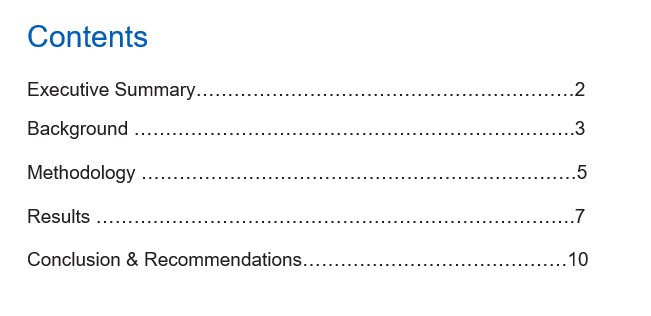 Contents
Executive Summary……………………………………………………2
Background …………………………………………………………….3
Methodology ……………………………………………………………5
Results ………………………………………………………………….7
Conclusion & Recommendations……………………………………10